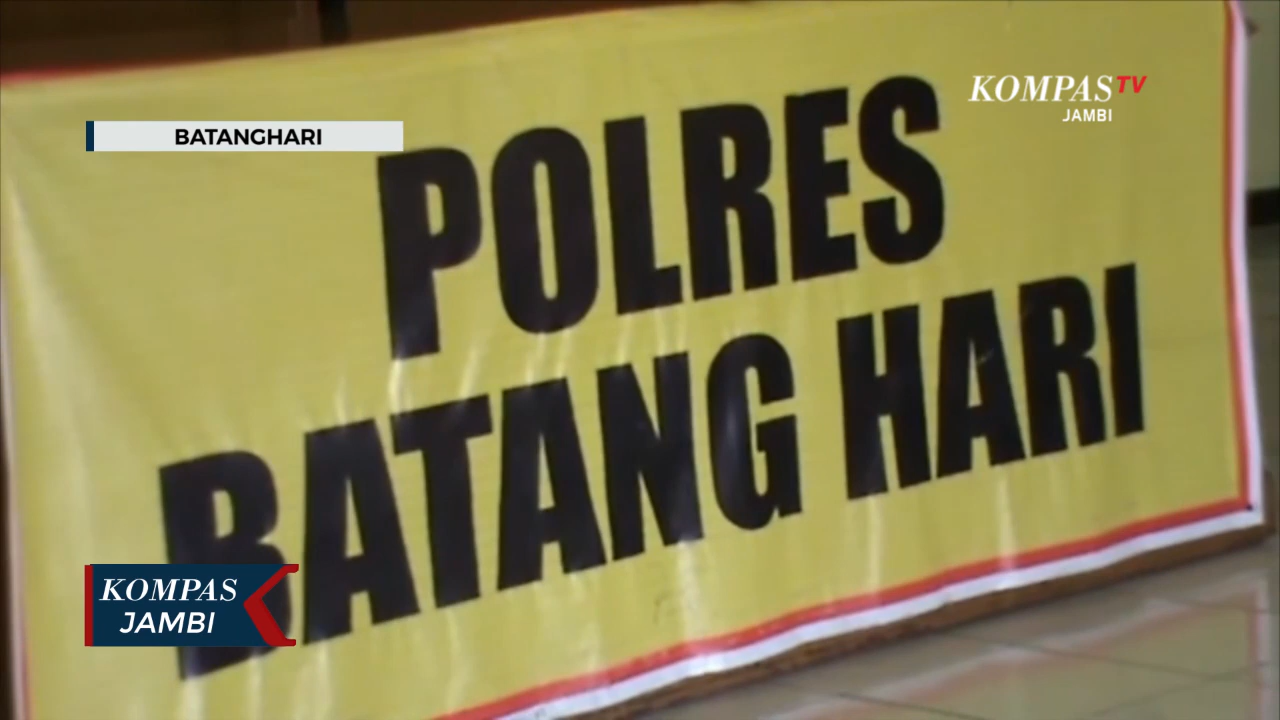 KOMPAS TV
JAMBI
BATANGHARI
POLRES
BATANG HARI
KOMPAS
JAMBI